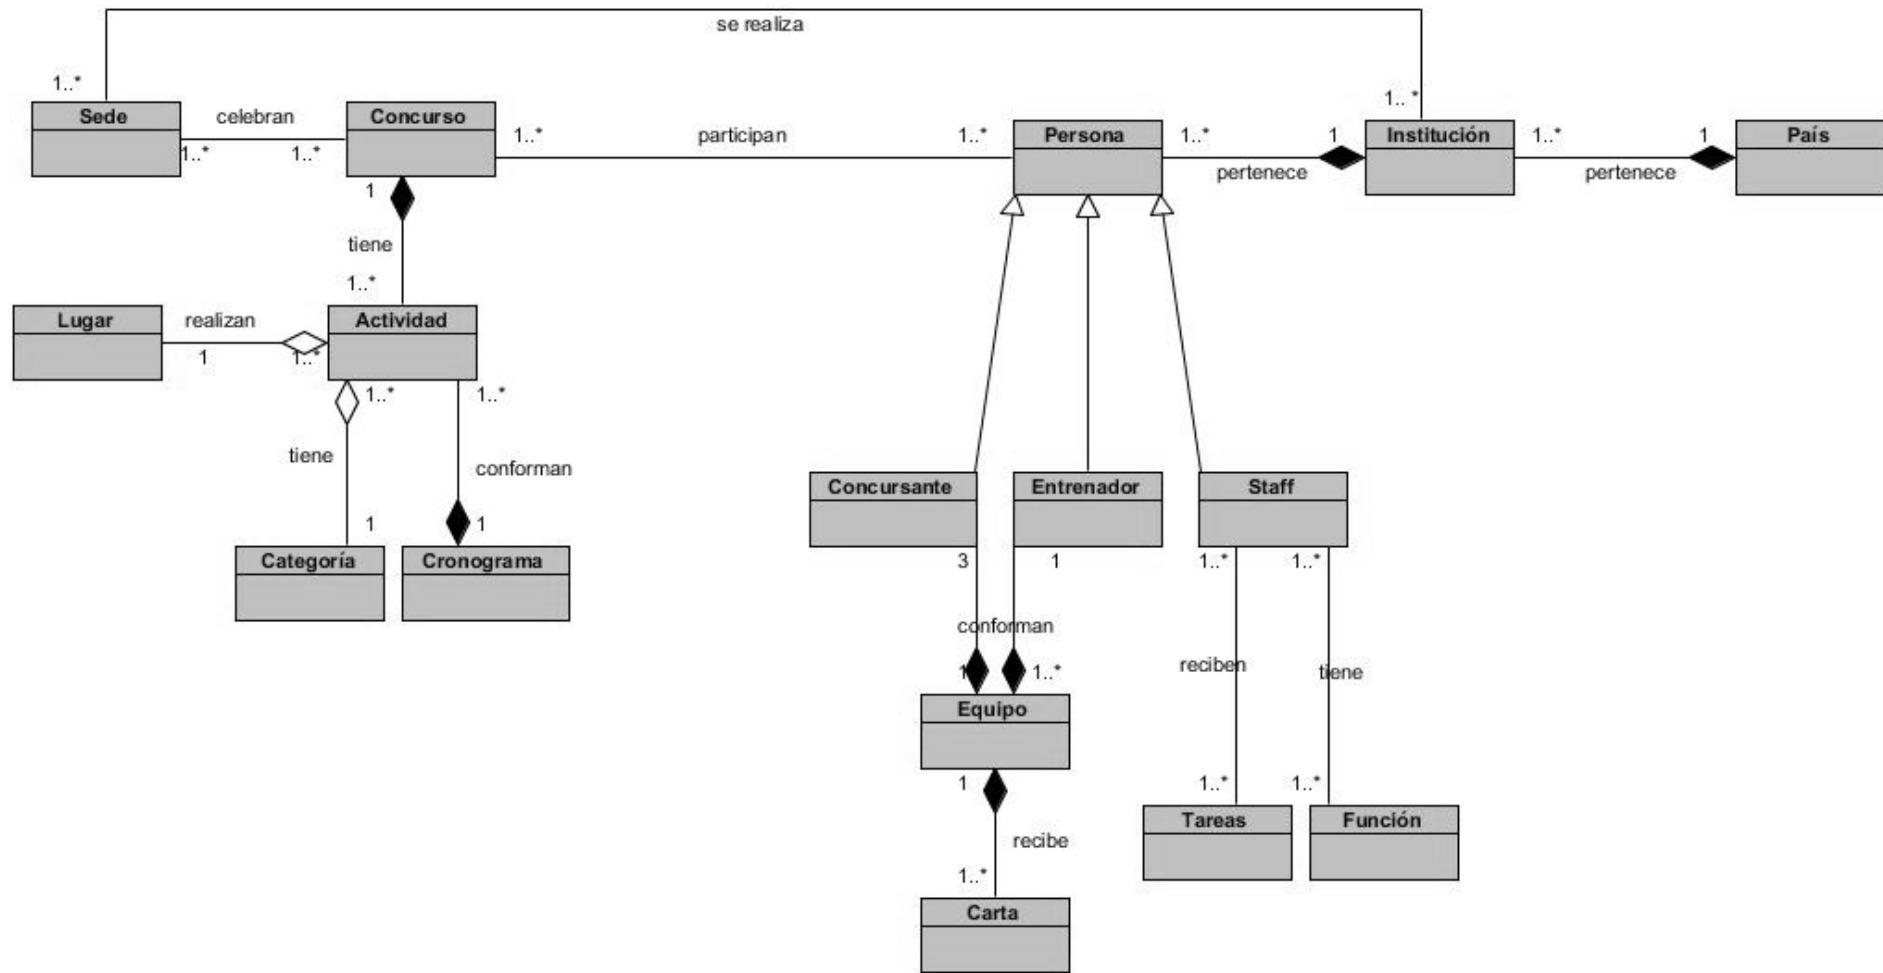 se realiza
1..*
1.. *
Sede
celebran
Concurso
1..*
1..*
1..*
participan
1..*
Persona
1..*
1
Institución
1..*
1
País
pertenece
pertenece
1
tiene
1..*
Lugar
realizan
Actividad
1
1..*
1..*
1..*
tiene
conforman
1
1
Categoría
Cronograma
Concursante
Entrenador
Staff
3
1
1..*
1..*
conforman
1
1..*
reciben
tiene
Equipo
1
1..*
1..*
Tareas
Función
recibe
1..*
Carta